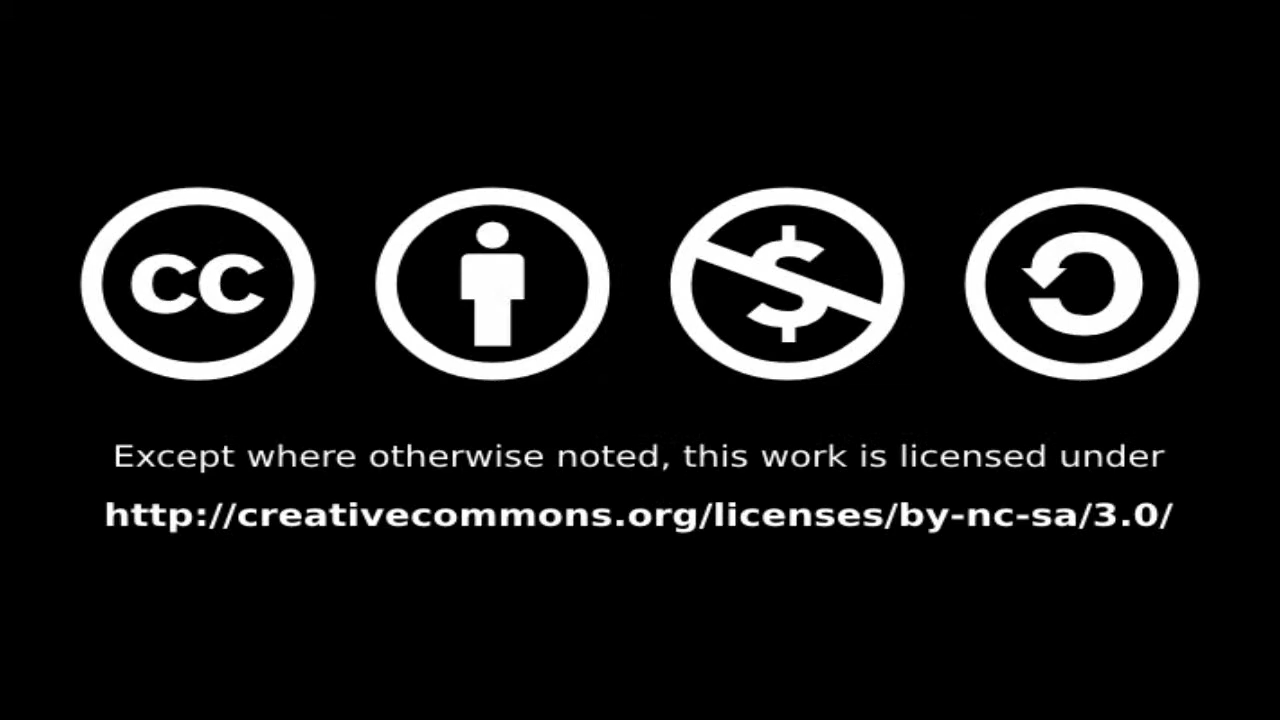 cc
$
Except where otherwise noted, this work is licensed under
http://creativecommons.org/licenses/by-nc-sa/3.0/